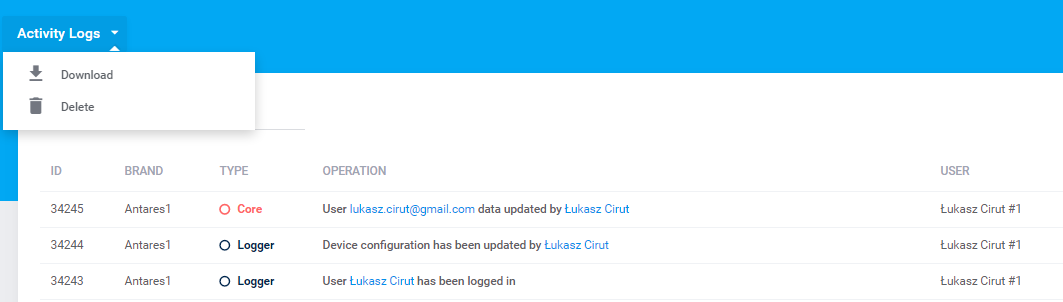 Activity Logs
Download
Delete
ID BRAND TYPE OPERATION USER
34245 Antares1 Core User lukasz.cirut@gmail.com data updated by Łukasz Cirut Łukasz Cirut #1
34244 Antares1 Logger Device configuration has been updated by Łukasz Cirut Łukasz Cirut #1
34243 Antares1 Logger User Łukasz Cirut has been logged in Łukasz Cirut #1